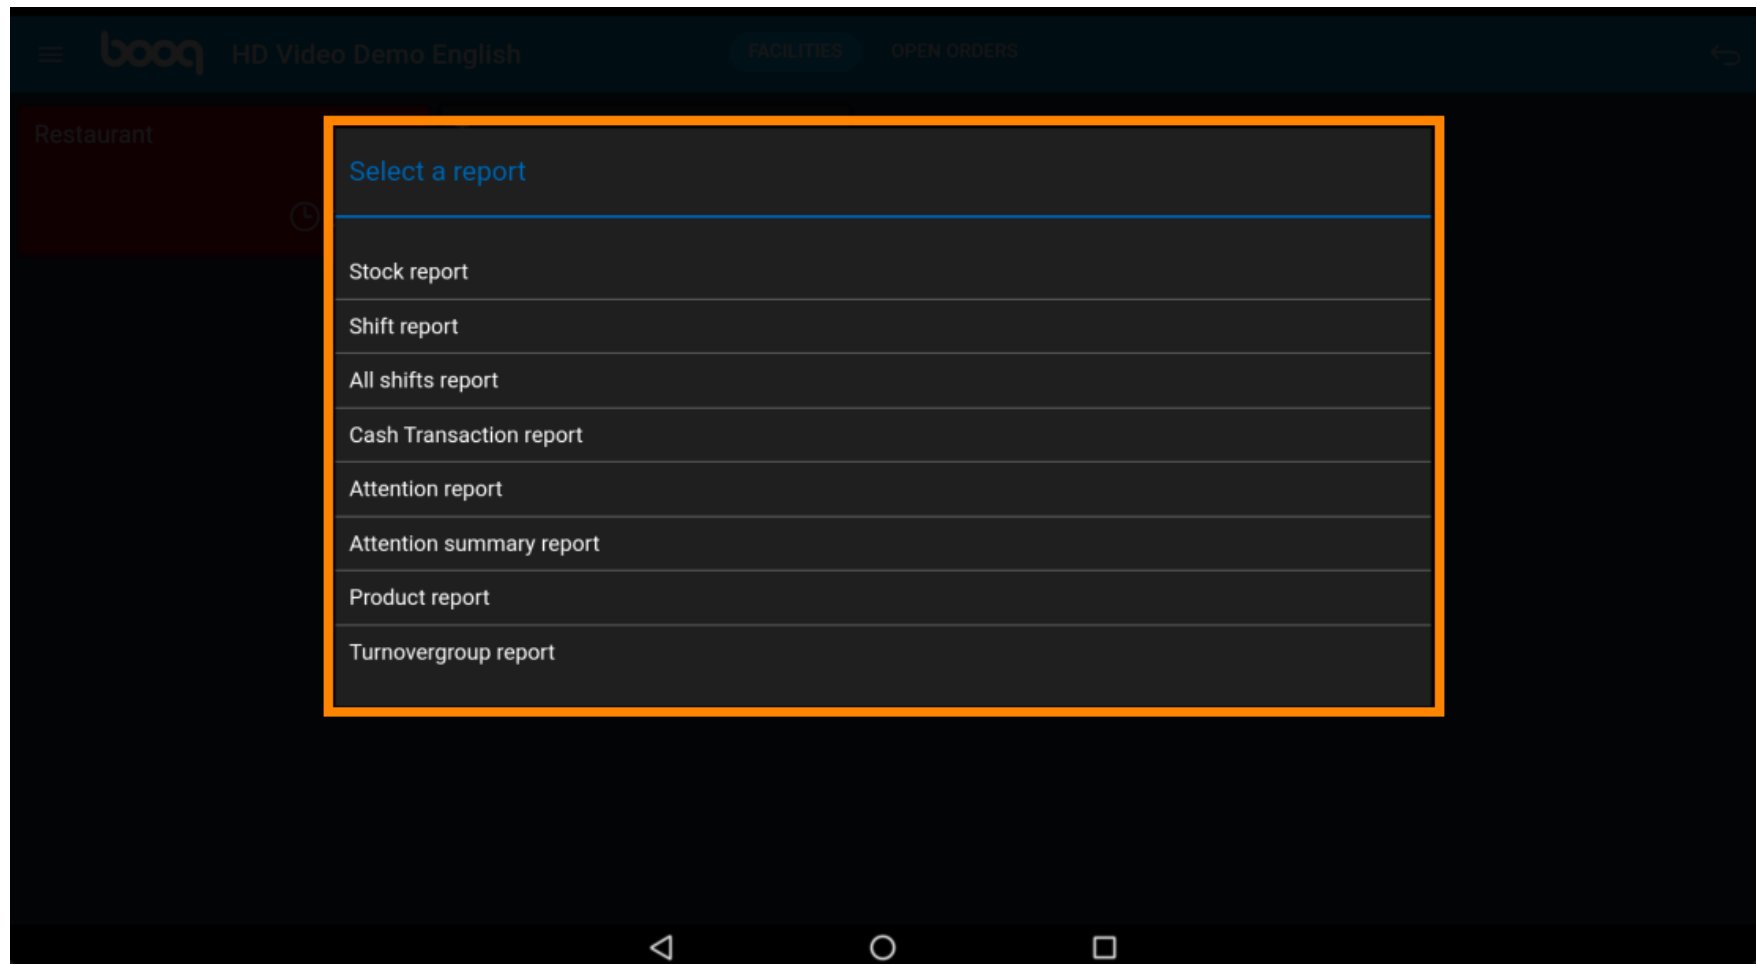 booq HD Video Demo English FACILITIES OPEN ORDERS
Restaurant
Select a report
Stock report
Shift report
All shifts report
Cash Transaction report
Attention report
Attention summary report
Product report
Turnovergroup report